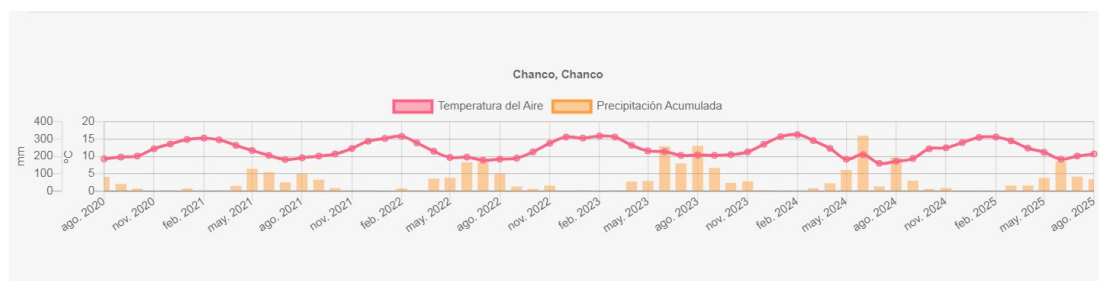 Chanco, Chanco
Temperatura del Aire Precipitación Acumulada
400 20
300 15
200 10
100 5
0 0
mm
°C
ago. 2020 nov. 2020 feb. 2021 may. 2021 ago. 2021 nov. 2021 feb. 2022 may. 2022 ago. 2022 nov. 2022 feb. 2023 may. 2023 ago. 2023 nov. 2023 feb. 2024 may. 2024 ago. 2024 nov. 2024 feb. 2025 may. 2025 ago. 2025